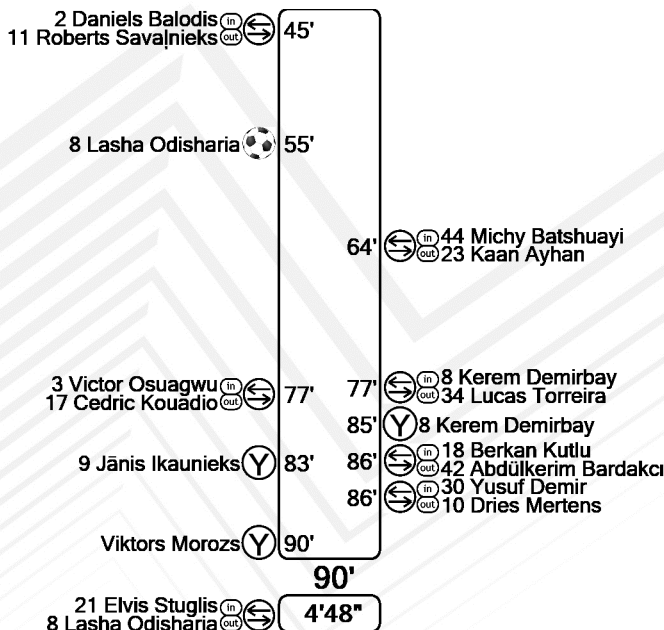 2 Daniels Balodis in
11 Roberts Savaļnieks out
45'
8 Lasha Odisharia 55'
64' in 44 Michy Batshuayi
out 23 Kaan Ayhan
3 Victor Osuagwu in
17 Cedric Kouadio out
77'
77' in 8 Kerem Demirbay
out 34 Lucas Torreira
85' Y 8 Kerem Demirbay
9 Jānis Ikaunieks Y 83'
86' in 18 Berkan Kutlu
out 42 Abdülkerim Bardakcı
86' in 30 Yusuf Demir
out 10 Dries Mertens
Viktors Morozs Y 90'
90'
21 Elvis Stuglis in
8 Lasha Odisharia out
4'48"